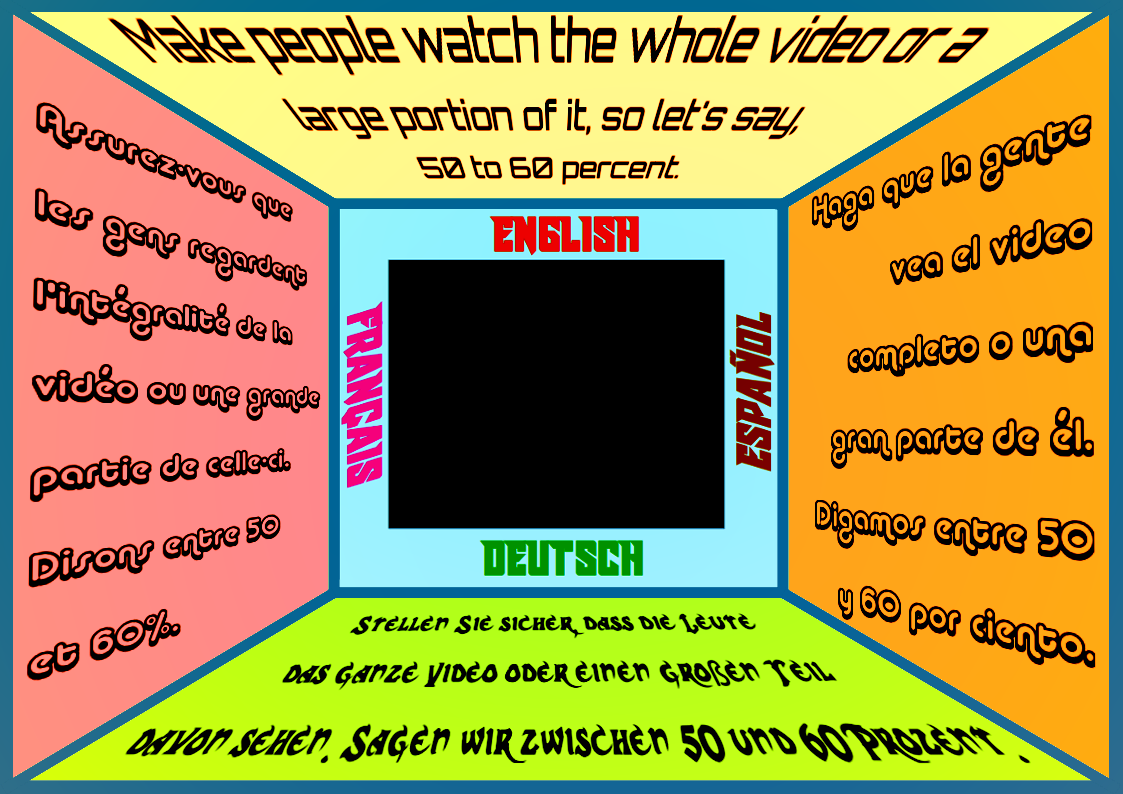 Make people watch the whole video or a
large portion of it, so let's say,
50 to 60 percent.
Assurez-vous que
les gens regardent
l'intégralité de la
vidéo ou une grande
partie de celle-ci.
Disons entre 50
et 60%.
ENGLISH
FRANÇAIS
ESPAÑOL
DEUTSCH
Haga que la gente
vea el video
completo o una
gran parte de él.
Digamos entre 50
y 60 por ciento.
Stellen Sie sicher, dass die Leute
das ganze Video oder einen großen Teil
davon sehen. Sagen wir zwischen 50 und 60 Prozent.